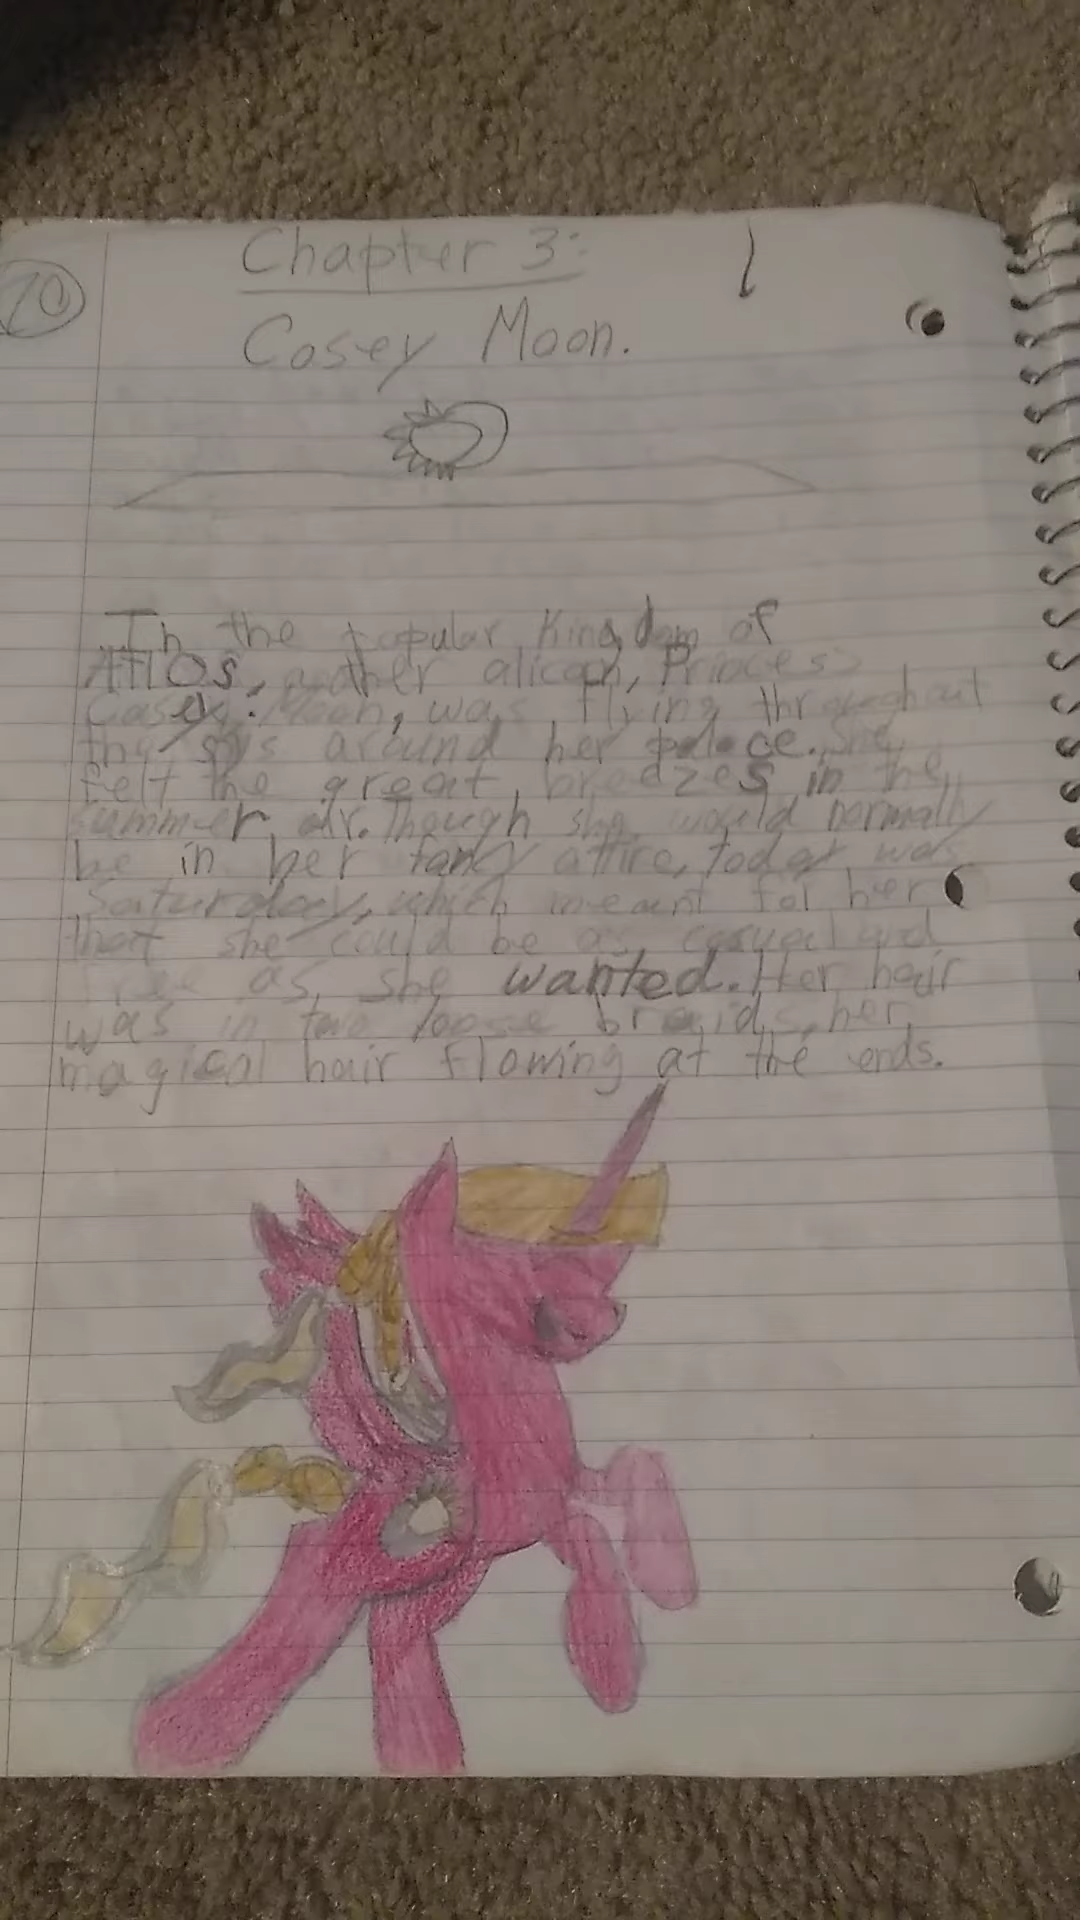 10
Chapter 3:
Casey Moon.
In the popular Kingdom of
Atlos, another alicorn, Princess
Casey Moon, was flying throughout
the skys around her palace. She
felt the great breezes in the
summer air. Though she would normally
be in her fancy attire, today was
Saturday, which meant for her
that she could be as casual and
free as she wanted. Her hair
was in two loose braids, her
magical hair flowing at the ends.